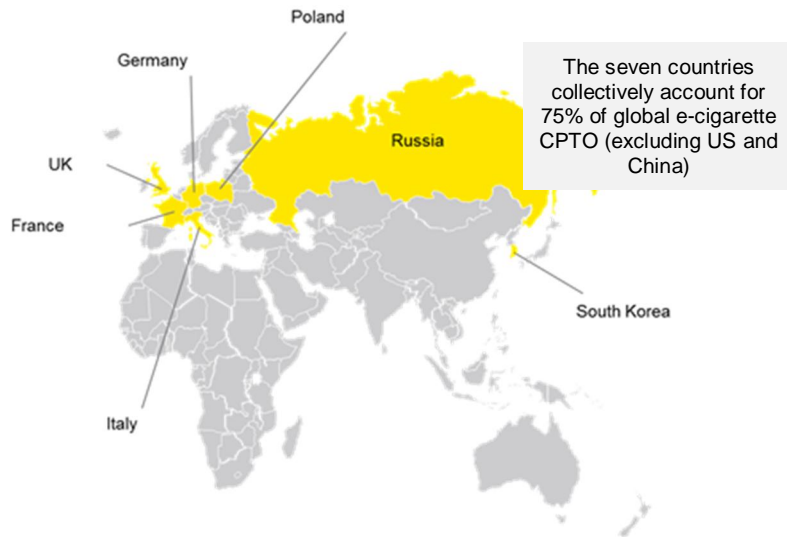 Poland
Germany
The seven countries
collectively account for
75% of global e-cigarette
CPTO (excluding US and
China)
Russia
UK
France
South Korea
Italy